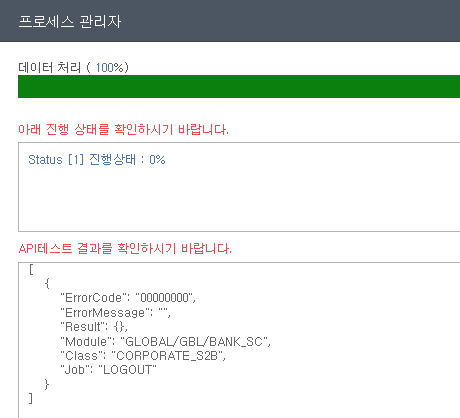 프로세스 관리자
데이터 처리 ( 100%)
아래 진행 상태를 확인하시기 바랍니다.
Status [1] 진행상태 : 0%
API테스트 결과를 확인하시기 바랍니다.
[
{
"ErrorCode": "00000000",
"ErrorMessage": "",
"Result": {},
"Module": "GLOBAL/GBL/BANK_SC",
"Class": "CORPORATE_S2B",
"Job": "LOGOUT"
}
]